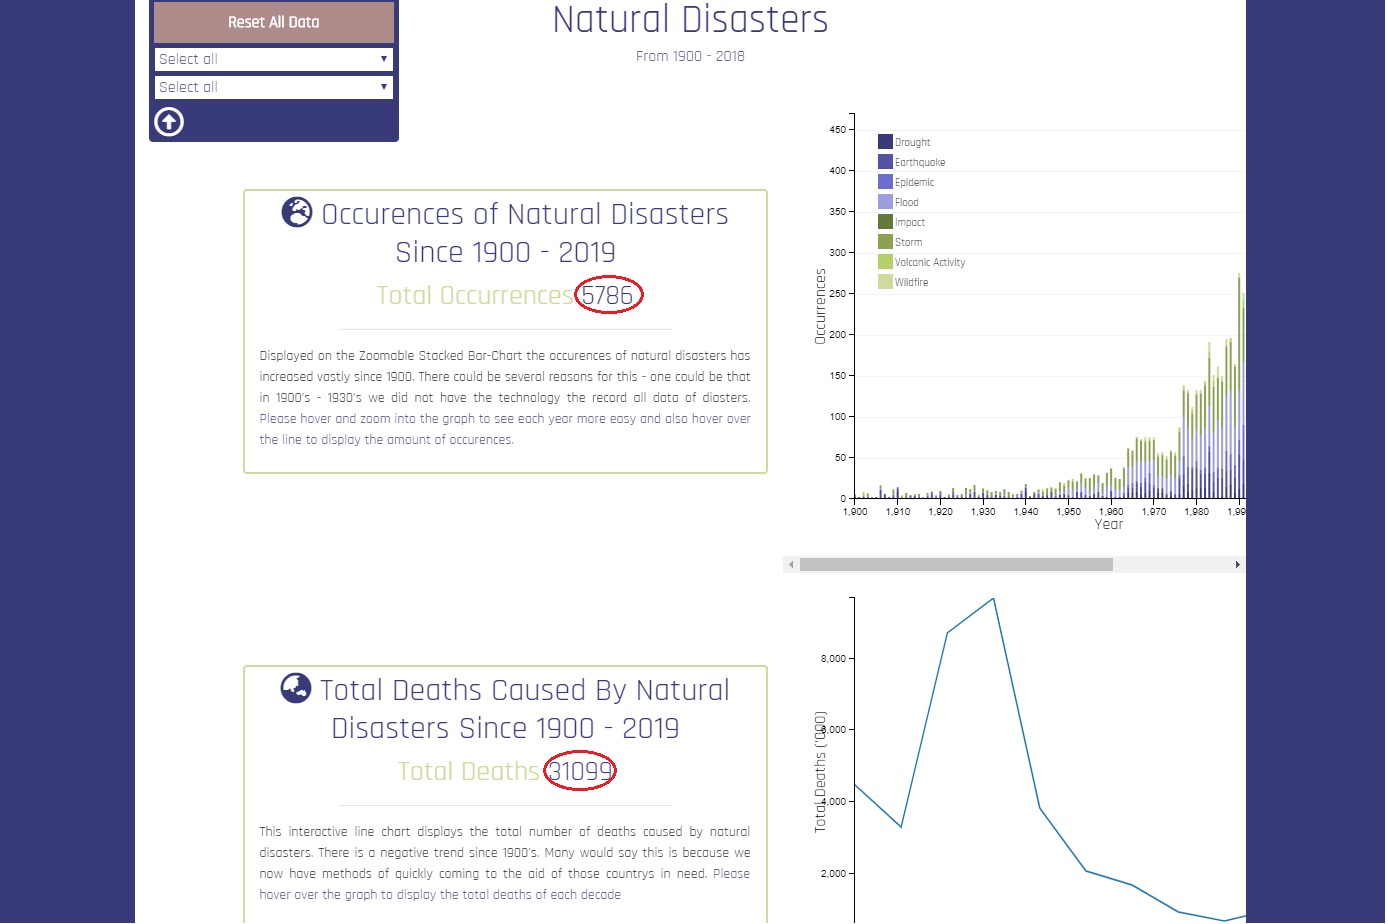 Reset All Data
Select all
Select all
Natural Disasters
From 1900 - 2018
Occurences of Natural Disasters
Since 1900 - 2019
Total Occurrences 5786
Displayed on the Zoomable Stacked Bar-Chart the occurences of natural disasters has
increased vastly since 1900. There could be several reasons for this - one could be that
in 1900's - 1930's we did not have the technology the record all data of diasters.
Please hover and zoom into the graph to see each year more easy and also hover over
the line to display the amount of occurences.
450
400
350
300
250
200
150
100
50
0
Occurrences
Drought
Earthquake
Epidemic
Flood
Impact
Storm
Volcanic Activity
Wildfire
1,900 1,910 1,920 1,930 1,940 1,950 1,960 1,970 1,980 1,99
Year
Total Deaths Caused By Natural
Disasters Since 1900 - 2019
Total Deaths 31099
This interactive line chart displays the total number of deaths caused by natural
disasters. There is a negative trend since 1900's. Many would say this is because we
now have methods of quickly coming to the aid of those countrys in need. Please
hover over the graph to display the total deaths of each decade
8,000
6,000
4,000
2,000
Total Deaths ('000)